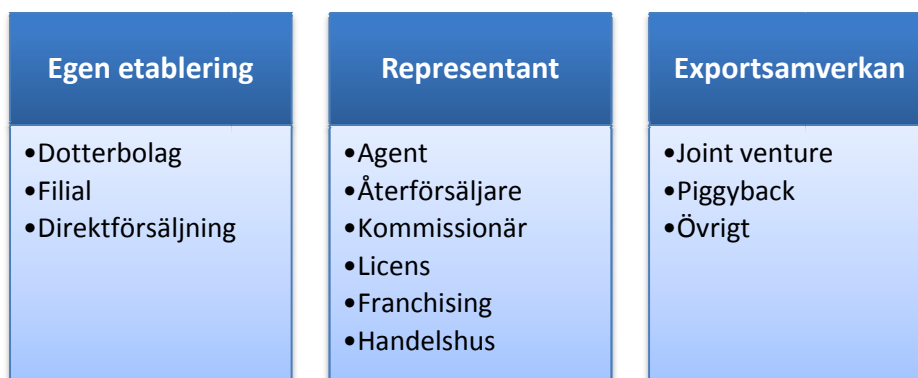 Egen etablering
•Dotterbolag
•Filial
•Direktförsäljning
Representant
•Agent
•Återförsäljare
•Kommissionär
•Licens
•Franchising
•Handelshus
Exportsamverkan
•Joint venture
•Piggyback
•Övrigt